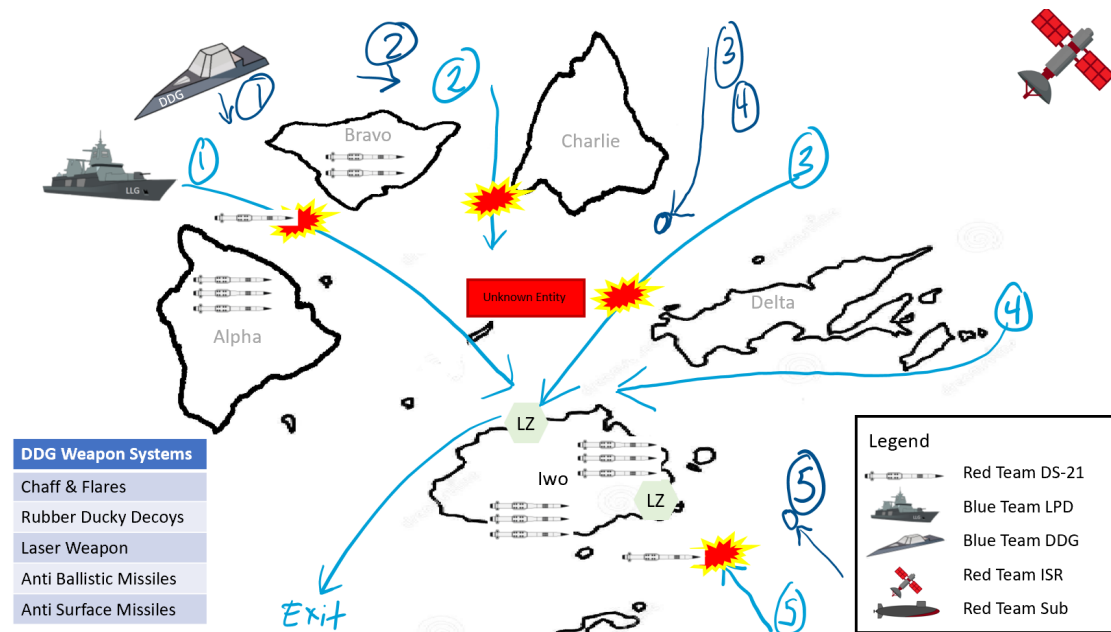 2
3
2
DDG
1
4
Bravo
Charlie
1
LLG
3
Unknown Entity
Delta
4
Alpha
LZ
DDG Weapon Systems
Chaff & Flares
Rubber Ducky Decoys
Laser Weapon
Anti Ballistic Missiles
Anti Surface Missiles
Iwo
LZ
5
Exit
5
Legend
Red Team DS-21
Blue Team LPD
Blue Team DDG
Red Team ISR
Red Team Sub